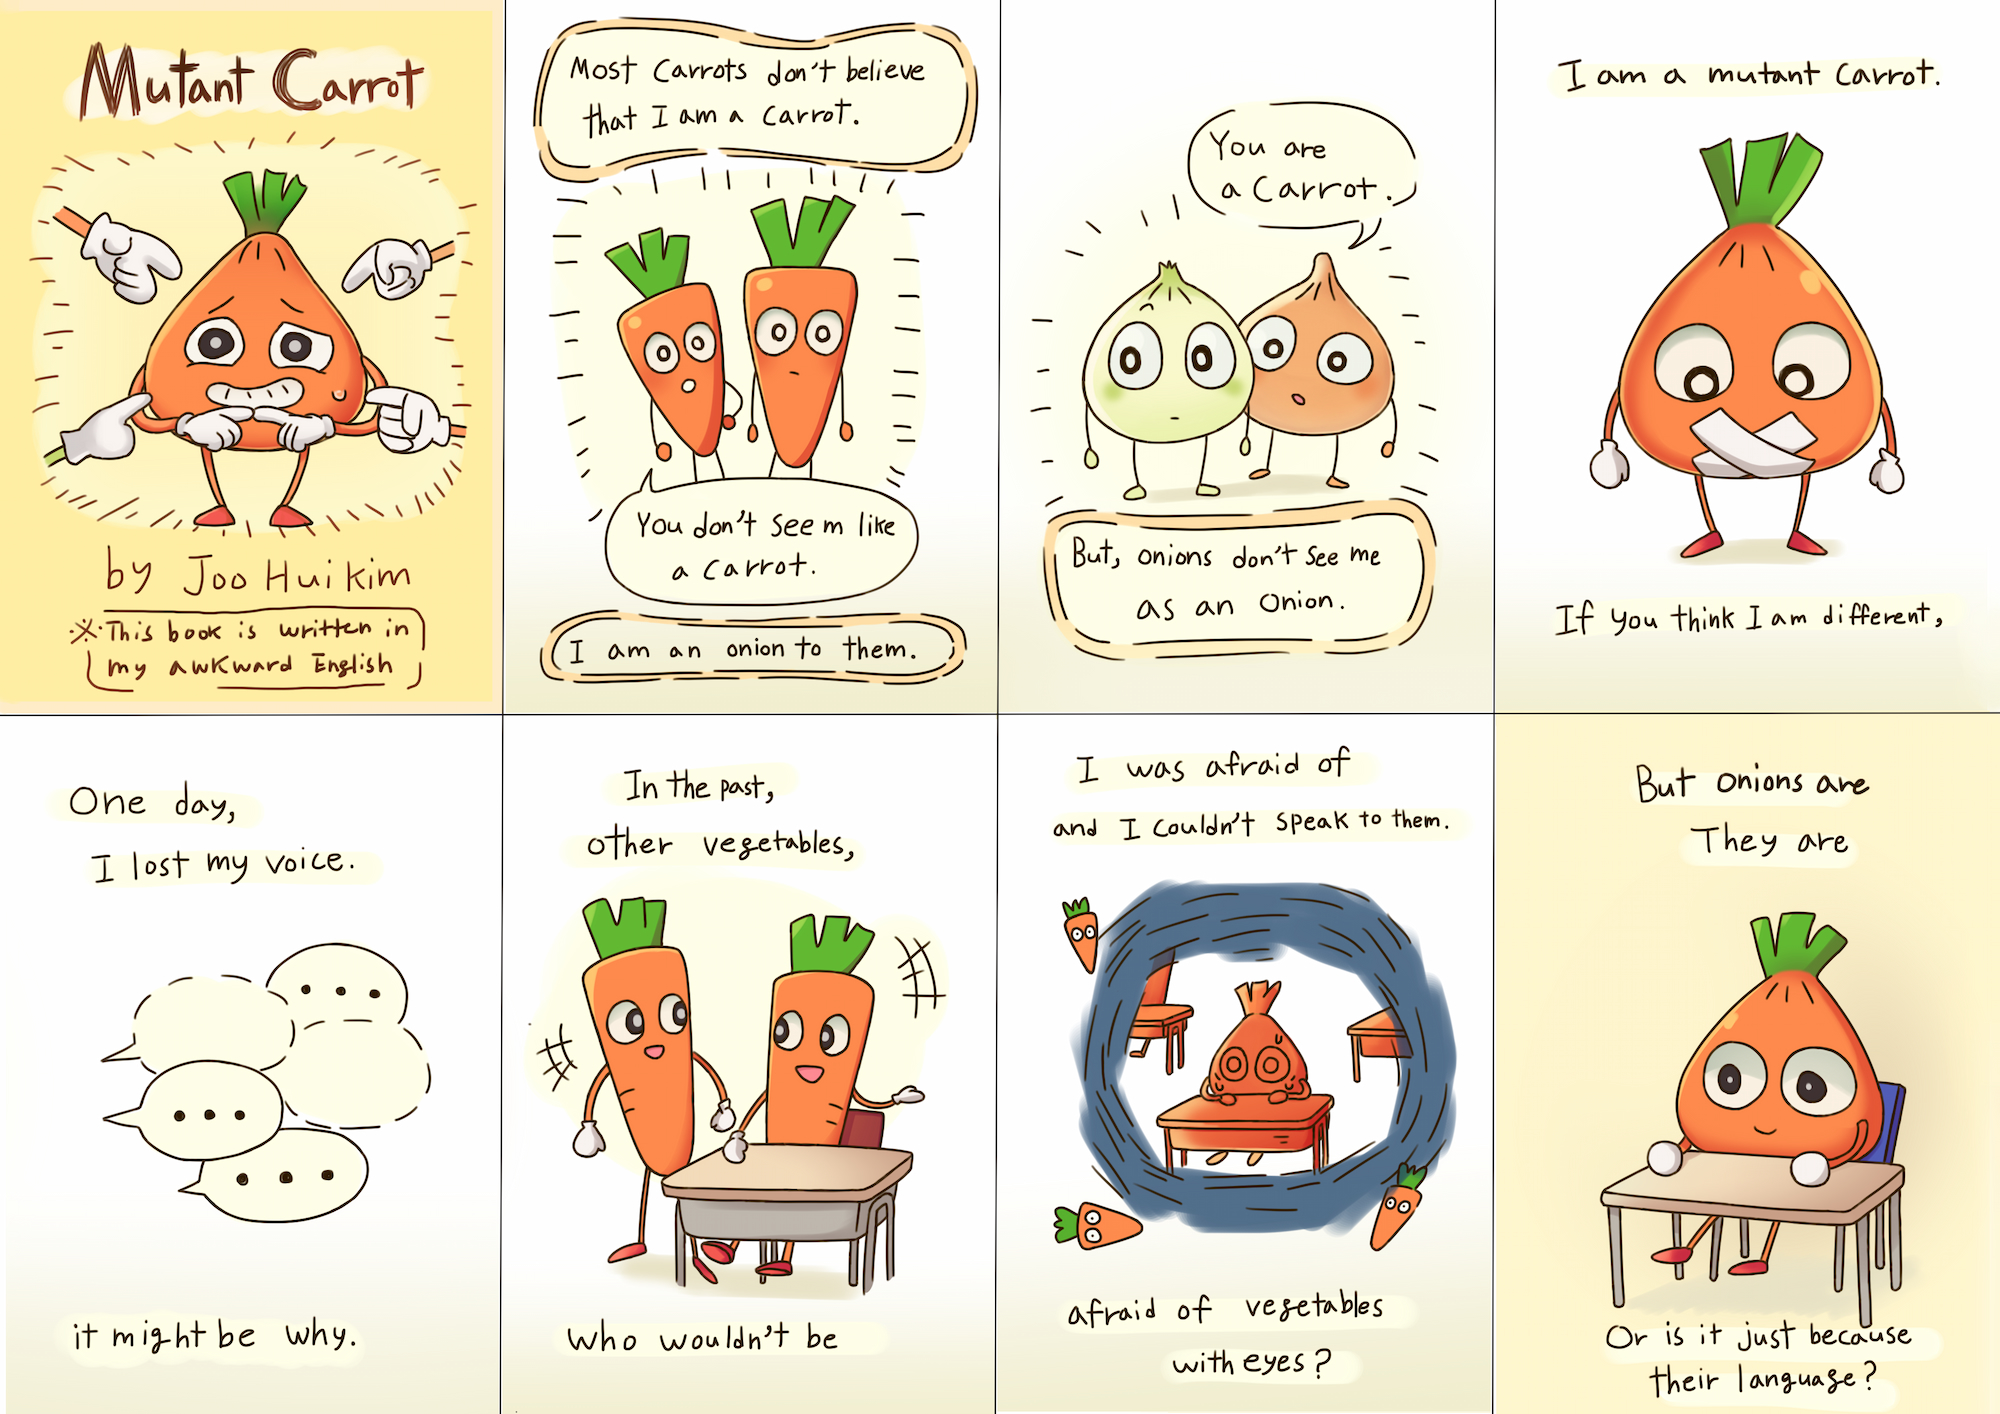 Mutant Carrot
by Joo Hui kim
※ This book is written in
my awkward English
Most Carrots don't believe
that I am a carrot.
You don't seem like
a carrot.
I am an onion to them.
You are
a Carrot.
But, onions don't see me
as an onion.
I am a mutant carrot.
If you think I am different,
One day,
I lost my voice.
...
...
...
it might be why.
In the past,
other vegetables,
who wouldn't be
I was afraid of
and I couldn't speak to them.
afraid of vegetables
with eyes?
But onions are
They are
Or is it just because
their language?